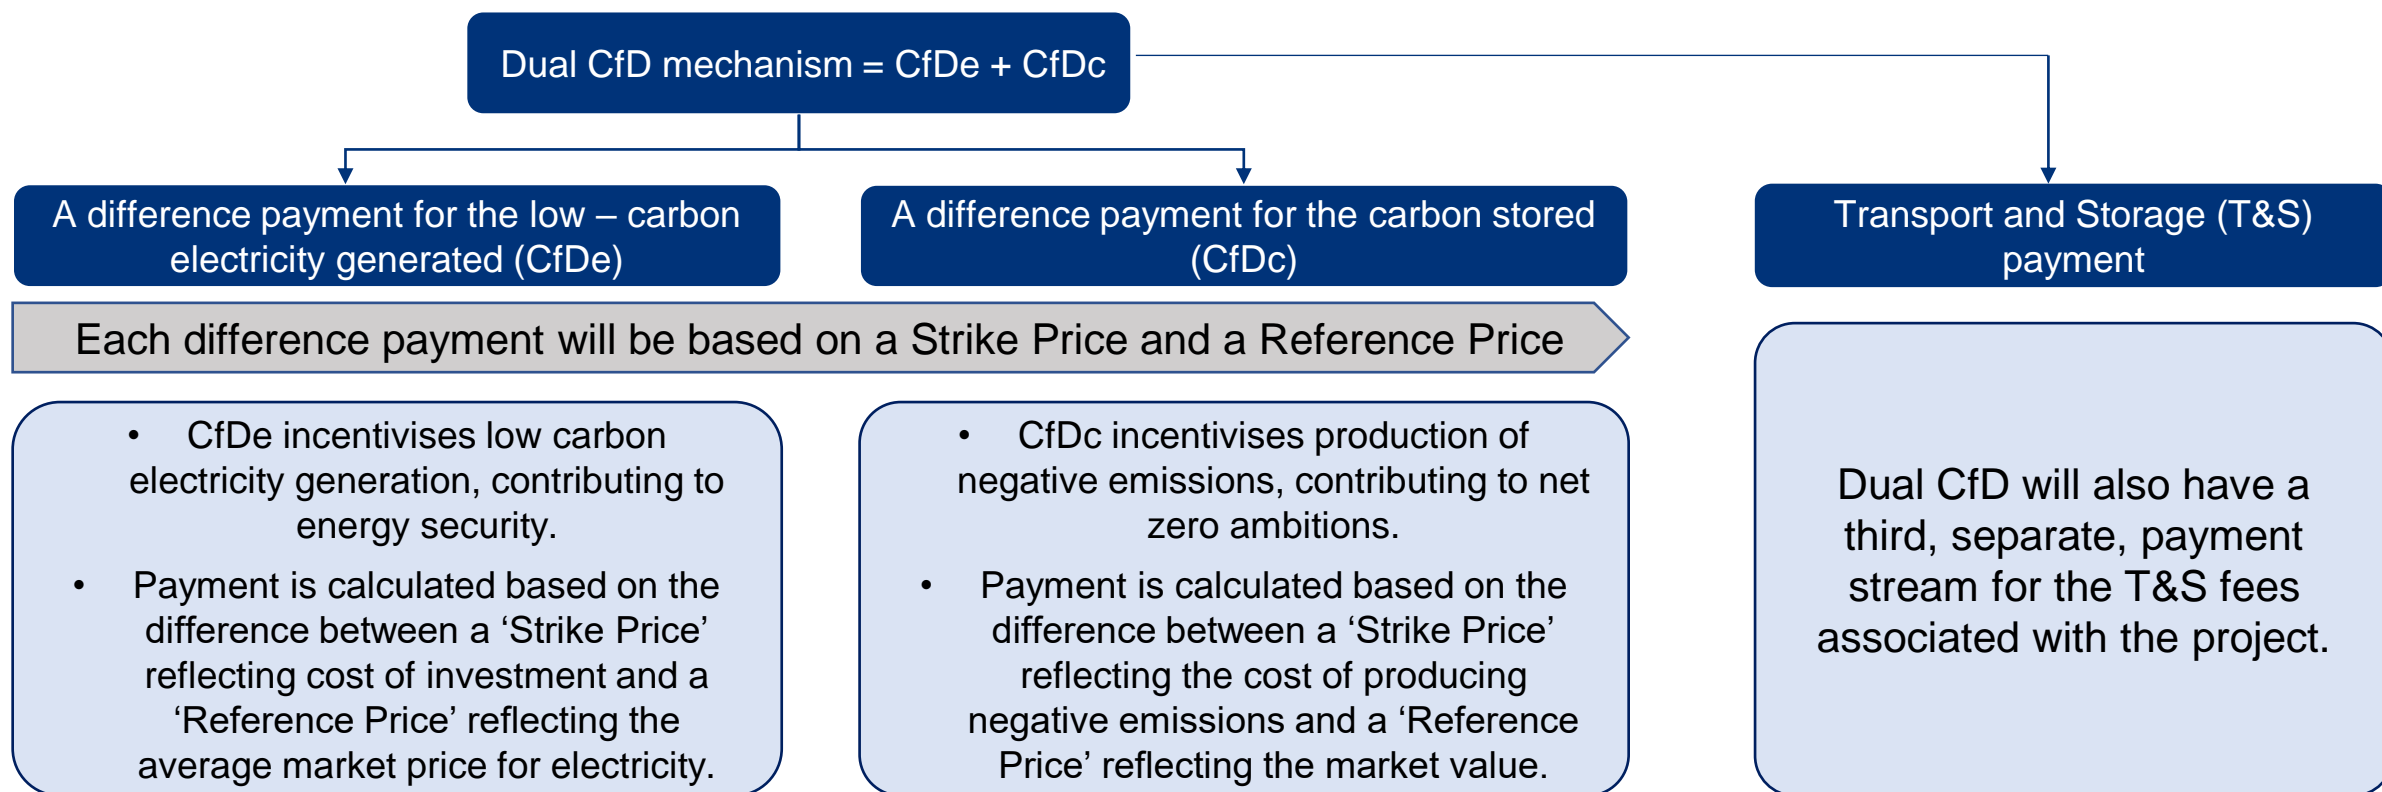 Dual CfD mechanism = CfDe + CfDc
A difference payment for the low – carbon
electricity generated (CfDe)
A difference payment for the carbon stored
(CfDc)
Transport and Storage (T&S)
payment
Each difference payment will be based on a Strike Price and a Reference Price
• CfDe incentivises low carbon
electricity generation, contributing to
energy security.
• Payment is calculated based on the
difference between a ‘Strike Price’
reflecting cost of investment and a
‘Reference Price’ reflecting the
average market price for electricity.
• CfDc incentivises production of
negative emissions, contributing to net
zero ambitions.
• Payment is calculated based on the
difference between a ‘Strike Price’
reflecting the cost of producing
negative emissions and a ‘Reference
Price’ reflecting the market value.
Dual CfD will also have a
third, separate, payment
stream for the T&S fees
associated with the project.